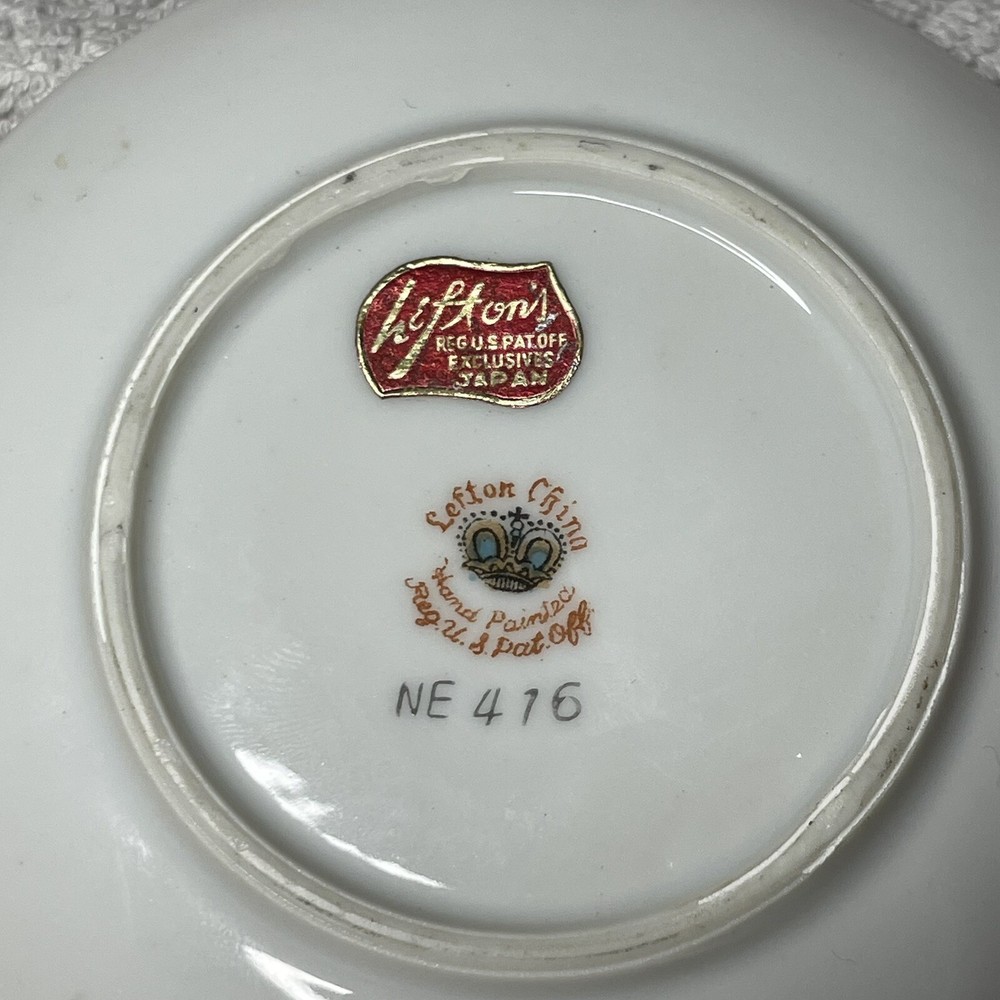 Lefton's
REG U.S.PAT.OFF
EXCLUSIVES
JAPAN
Lefton China
Hand Painted
Reg. U.S. Pat. Off.
NE 416